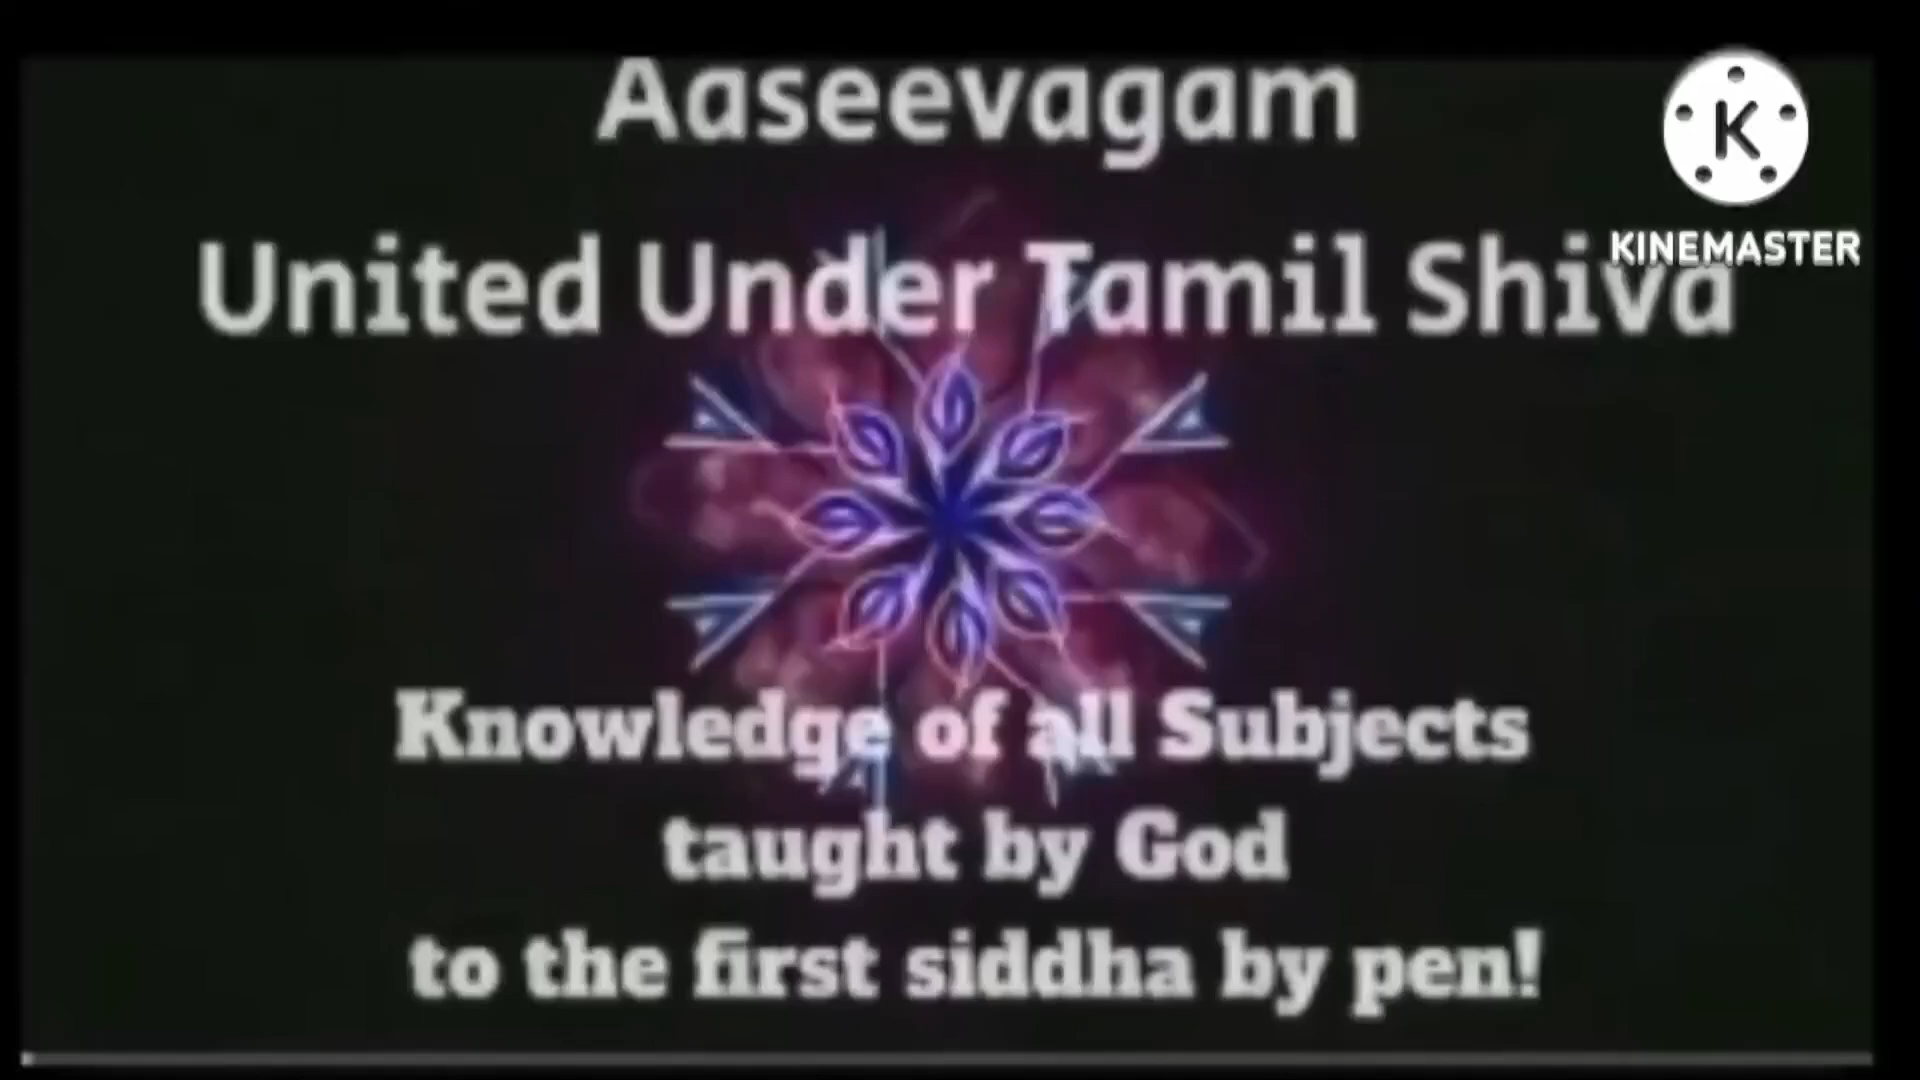 Aaseevagam
K
United Under Tamil Shiva
KINEMASTER
Knowledge of all Subjects
taught by God
to the first siddha by pen!